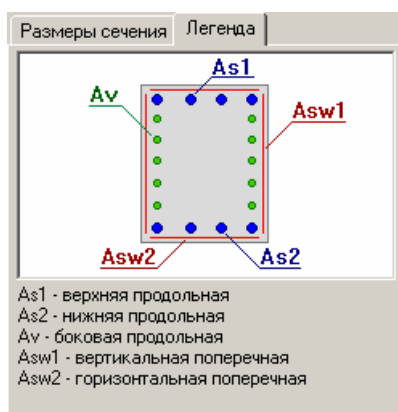 Размеры сечения Легенда
As1
Av
Asw1
Asw2
As2
As1 - верхняя продольная
As2 - нижняя продольная
Av - боковая продольная
Asw1 - вертикальная поперечная
Asw2 - горизонтальная поперечная